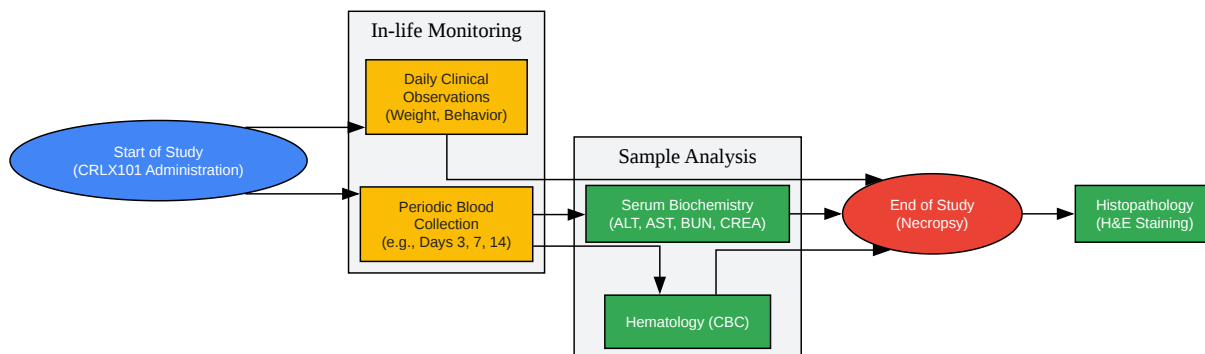 In-life Monitoring
Daily Clinical
Observations
(Weight, Behavior)
Start of Study
(CRLX101 Administration)
Periodic Blood
Collection
(e.g., Days 3, 7, 14)
Sample Analysis
Serum Biochemistry
(ALT, AST, BUN, CREA)
Hematology (CBC)
End of Study
(Necropsy)
Histopathology
(H&E Staining)